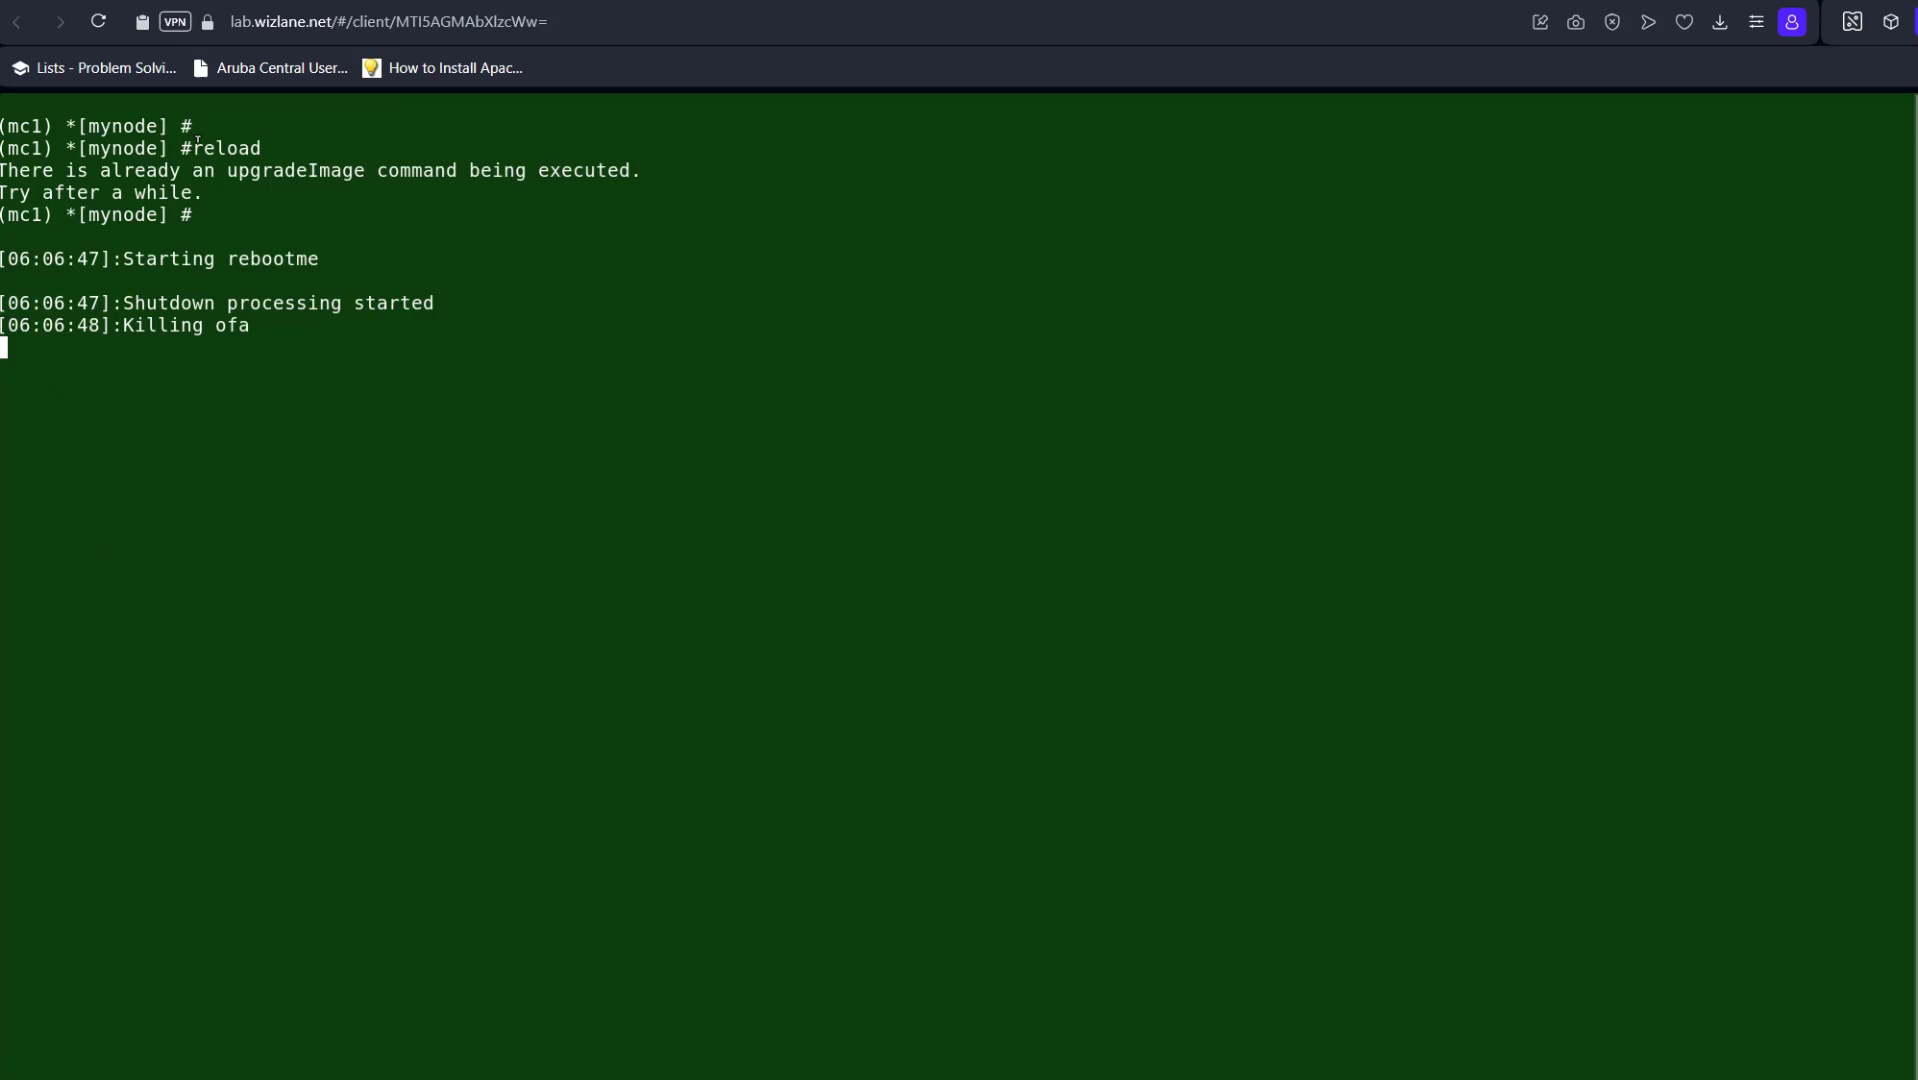 VPN
lab.wizlane.net/#/client/MTI5AGMAbXlzcWw=
Lists - Problem Solvi...
Aruba Central User...
How to Install Apac...
(mc1) *[mynode] #
(mc1) *[mynode] #reload
There is already an upgradeImage command being executed.
Try after a while.
(mc1) *[mynode] #
[06:06:47]:Starting rebootme
[06:06:47]:Shutdown processing started
[06:06:48]:Killing ofa